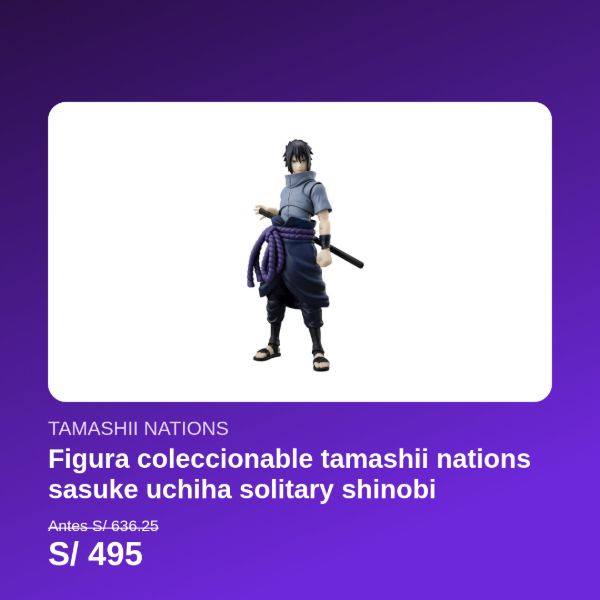 TAMASHII NATIONS
Figura coleccionable tamashii nations
sasuke uchiha solitary shinobi
Antes S/ 636.25
S/ 495